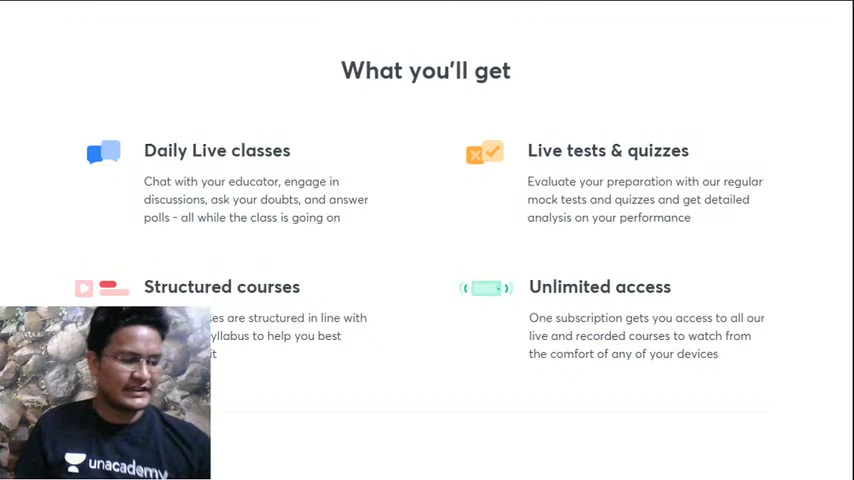 What you'll get
Daily Live classes
Chat with your educator, engage in
discussions, ask your doubts, and answer
polls - all while the class is going on
Live tests & quizzes
Evaluate your preparation with our regular
mock tests and quizzes and get detailed
analysis on your performance
Structured courses
are structured in line with
to help you best
Unlimited access
One subscription gets you access to all our
live and recorded courses to watch from
the comfort of any of your devices
unacademy